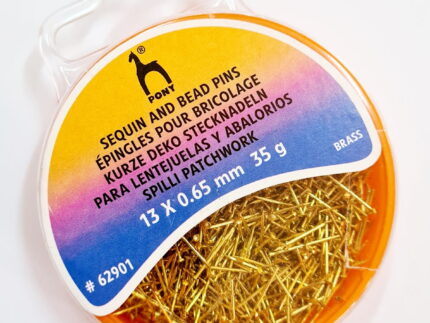 ®
PONY
SEQUIN AND BEAD PINS
ÉPINGLES POUR BRICOLAGE
KURZE DEKO STECKNADELN
PARA LENTEJUELAS Y ABALORIOS
SPILLI PATCHWORK
13 X 0.65 mm 35 g
BRASS
# 62901